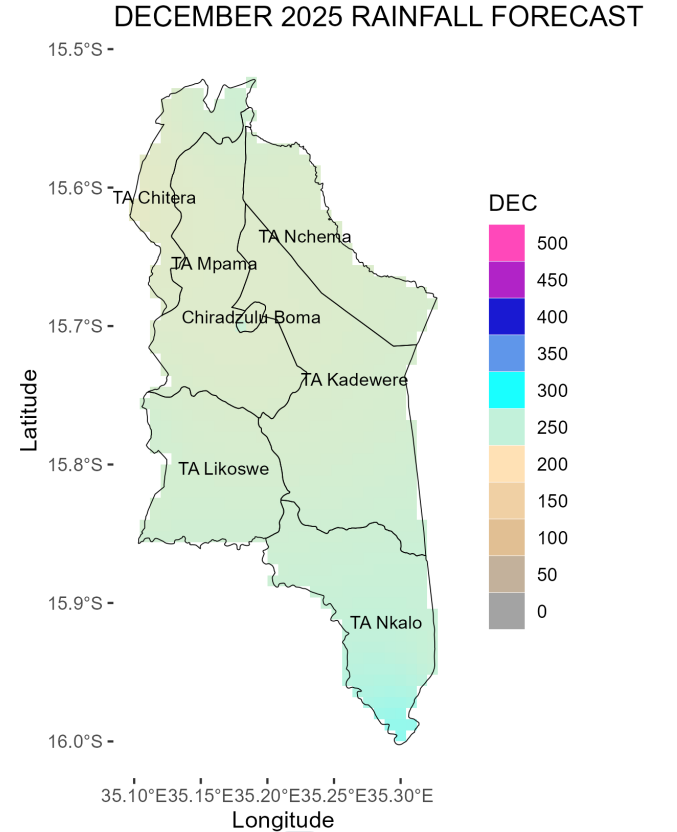 DECEMBER 2025 RAINFALL FORECAST
15.5°S
15.6°S
15.7°S
15.8°S
15.9°S
16.0°S
Latitude
TA Chitera
TA Nchema
TA Mpama
Chiradzulu Boma
TA Kadewere
TA Likoswe
TA Nkalo
DEC
500
450
400
350
300
250
200
150
100
50
0
35.10°E35.15°E35.20°E35.25°E35.30°E
Longitude